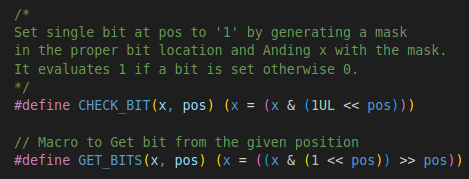 /*
Set single bit at pos to '1' by generating a mask
in the proper bit location and Anding x with the mask.
It evaluates 1 if a bit is set otherwise 0.
*/
#define CHECK_BIT(x, pos) (x = (x & (1UL << pos)))

// Macro to Get bit from the given position
#define GET_BITS(x, pos) (x = ((x & (1 << pos)) >> pos))